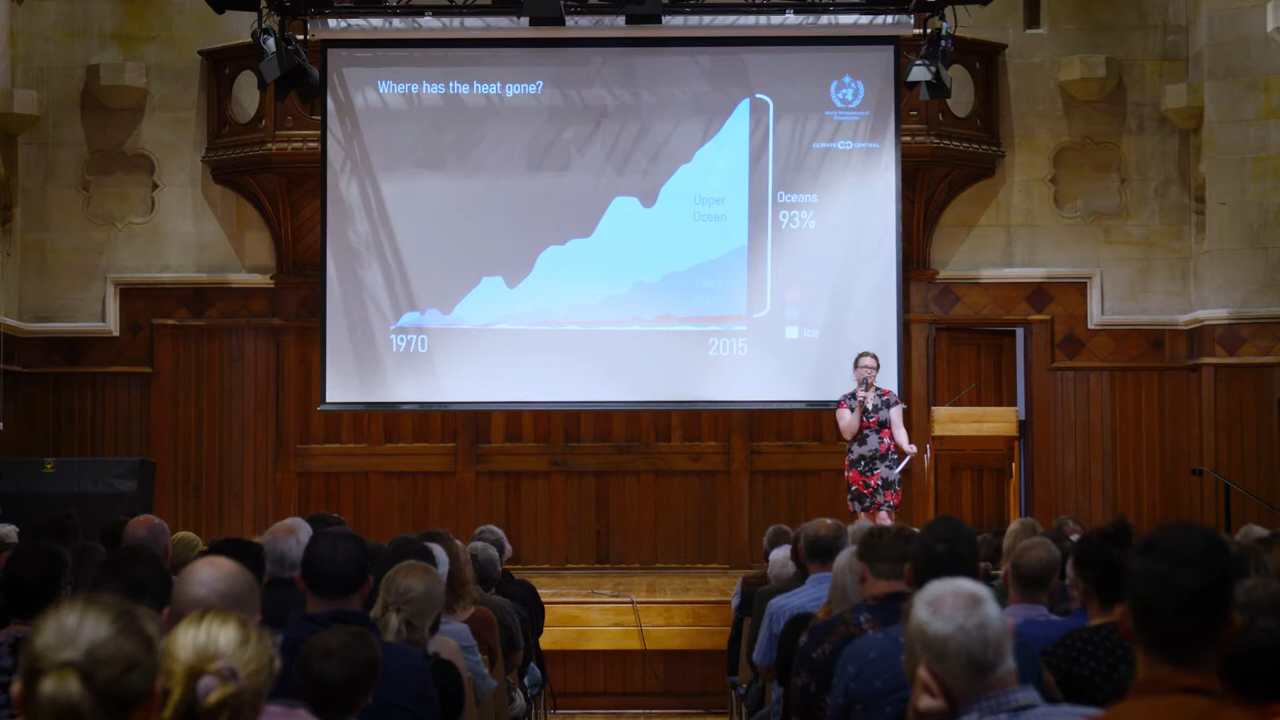 Where has the heat gone?
CLIMATE CENTRAL
Upper
Ocean
Oceans
93%
Ice
1970
2015